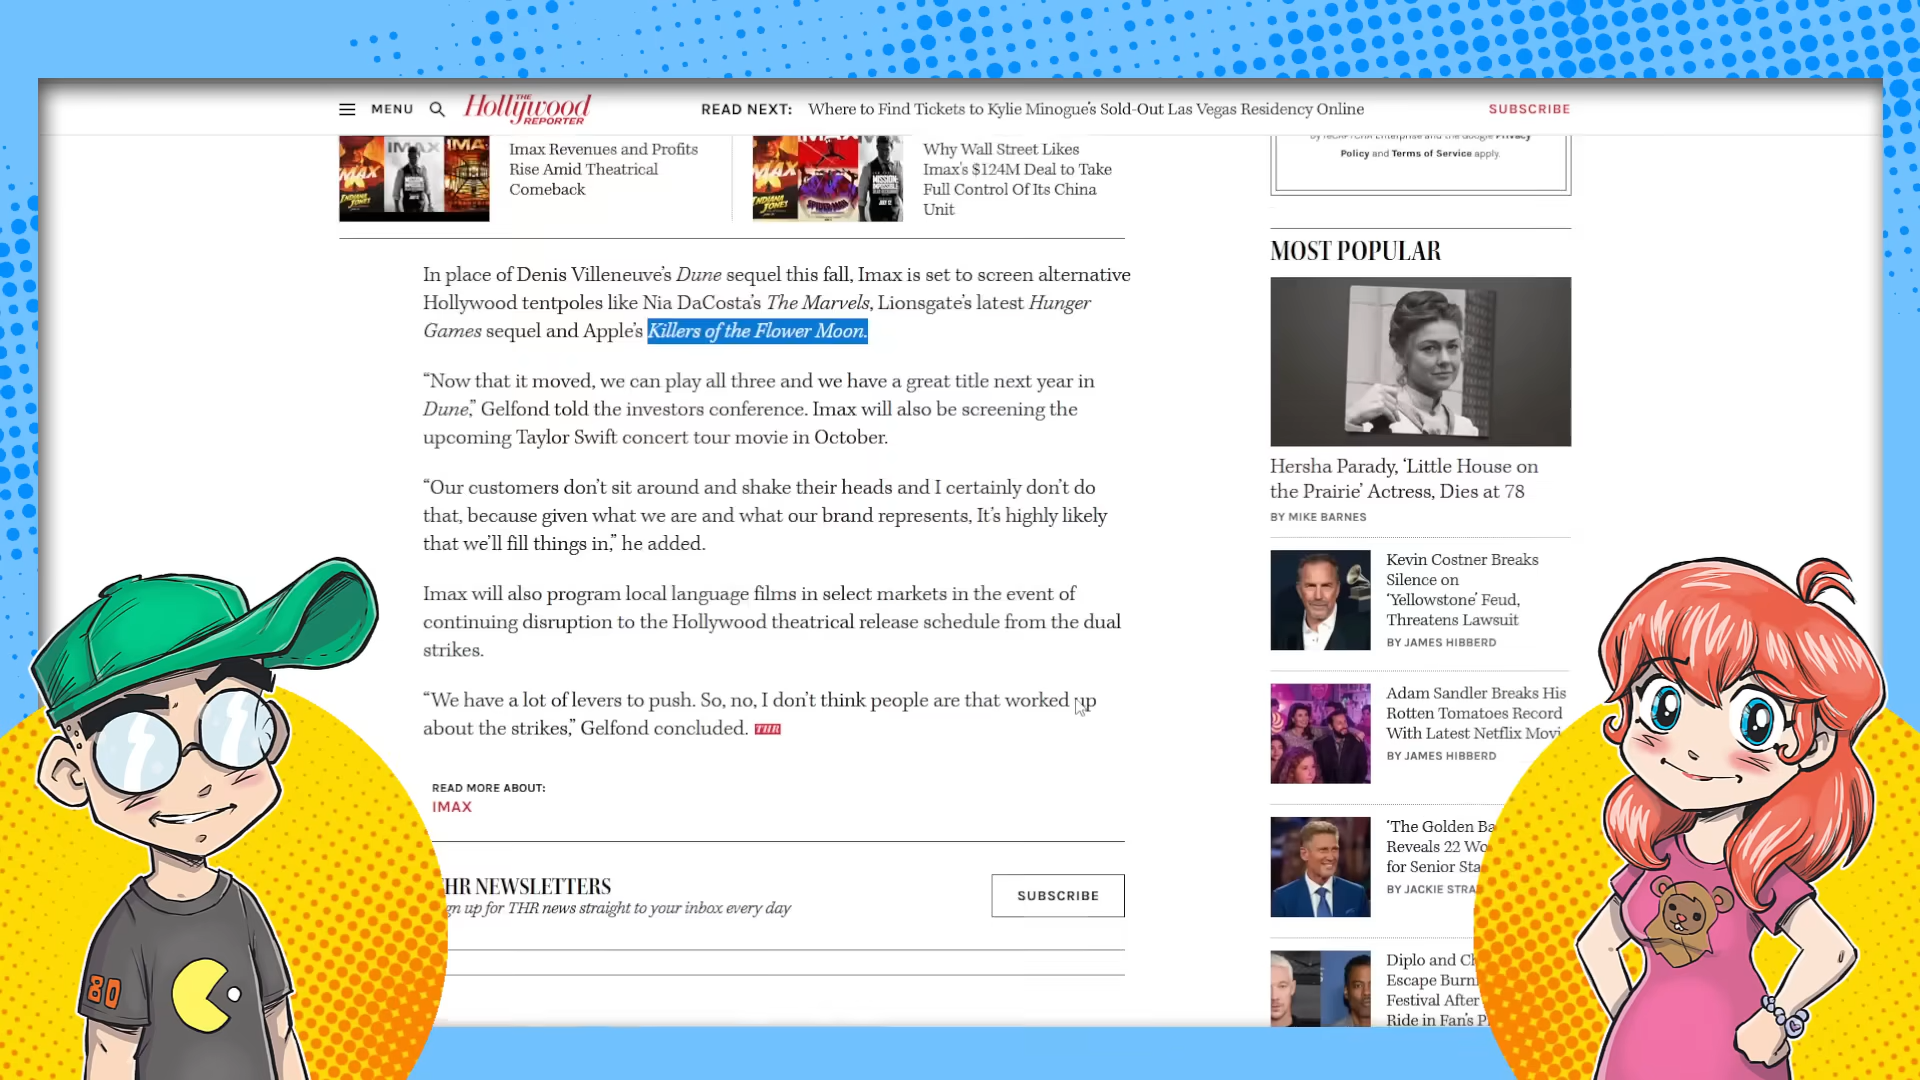 MENU
THE
Hollywood
REPORTER
READ NEXT: Where to Find Tickets to Kylie Minogue's Sold-Out Las Vegas Residency Online
SUBSCRIBE
Imax Revenues and Profits
Rise Amid Theatrical
Comeback
Why Wall Street Likes
Imax's $124M Deal to Take
Full Control Of Its China
Unit
In place of Denis Villeneuve's Dune sequel this fall, Imax is set to screen alternative
Hollywood tentpoles like Nia DaCosta's The Marvels, Lionsgate's latest Hunger
Games sequel and Apple's Killers of the Flower Moon.
“Now that it moved, we can play all three and we have a great title next year in
Dune,” Gelfond told the investors conference. Imax will also be screening the
upcoming Taylor Swift concert tour movie in October.
“Our customers don't sit around and shake their heads and I certainly don't do
that, because given what we are and what our brand represents, It's highly likely
that we'll fill things in,” he added.
Imax will also program local language films in select markets in the event of
continuing disruption to the Hollywood theatrical release schedule from the dual
strikes.
“We have a lot of levers to push. So, no, I don't think people are that worked up
about the strikes,” Gelfond concluded. THR
READ MORE ABOUT:
IMAX
HR NEWSLETTERS
gn up for THR news straight to your inbox every day
SUBSCRIBE
by reCAPTCHA Enterprise and the Google Privacy
Policy and Terms of Service apply.
MOST POPULAR
Hersha Parady, ‘Little House on
the Prairie’ Actress, Dies at 78
BY MIKE BARNES
Kevin Costner Breaks
Silence on
‘Yellowstone’ Feud,
Threatens Lawsuit
BY JAMES HIBBERD
Adam Sandler Breaks His
Rotten Tomatoes Record
With Latest Netflix Movi
BY JAMES HIBBERD
‘The Golden Ba
Reveals 22 Wo
for Senior Sta
BY JACKIE STRA
Diplo and Ch
Escape Burni
Festival After
Ride in Fan's P
80